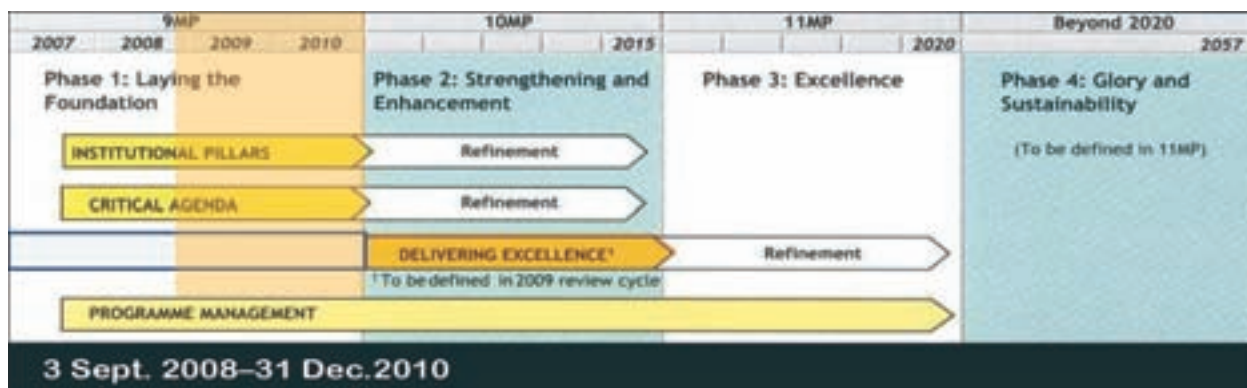 9MP 10MP 11MP Beyond 2020
2007 2008 2009 2010 2015 2020 2057
Phase 1: Laying the
Foundation
Phase 2: Strengthening and
Enhancement
Phase 3: Excellence
Phase 4: Glory and
Sustainability
(To be defined in 11MP)
INSTITUTIONAL PILLARS Refinement
CRITICAL AGENDA Refinement
DELIVERING EXCELLENCE¹ Refinement
¹To be defined in 2009 review cycle
PROGRAMME MANAGEMENT
3 Sept. 2008–31 Dec.2010